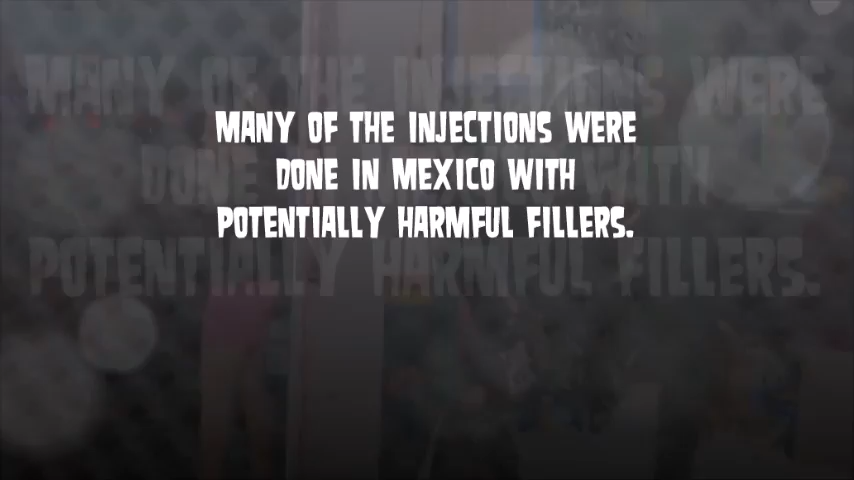 MANY OF THE INJECTIONS WERE
DONE IN MEXICO WITH
POTENTIALLY HARMFUL FILLERS.